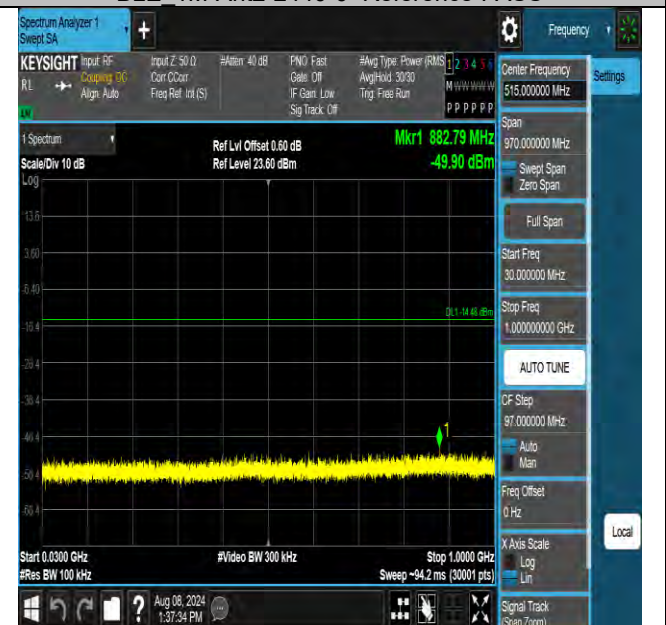 Spectrum Analyzer 1
Swept SA
+
Frequency
KEYSIGHT
RL
Input: RF
Coupling: DC
Align: Auto
Input Z: 50 Ω
Corr CCorr
Freq Ref: Int (S)
#Atten: 40 dB
PNO: Fast
Gate: Off
IF Gain: Low
Sig Track: Off
#Avg Type: Power (RMS
Avg|Hold: 30/30
Trig: Free Run
1 2 3 4 5 6
M W W W W W
P P P P P P
1 Spectrum
Scale/Div 10 dB
Log
Ref Lvl Offset 0.60 dB
Ref Level 23.60 dBm
Mkr1 882.79 MHz
-49.90 dBm
13.6
3.60
-6.40
-16.4
-26.4
-36.4
-46.4
-56.4
-66.4
1
Start 0.0300 GHz
#Res BW 100 kHz
#Video BW 300 kHz
Stop 1.0000 GHz
Sweep ~94.2 ms (30001 pts)
Aug 08, 2024
1:37:34 PM
?
Center Frequency
515.000000 MHz
Settings
Span
970.000000 MHz
Swept Span
Zero Span
Full Span
Start Freq
30.000000 MHz
Stop Freq
1.000000000 GHz
AUTO TUNE
CF Step
97.000000 MHz
Auto
Man
Freq Offset
0 Hz
X Axis Scale
Log
Lin
Local
Signal Track
(Span Zoom)